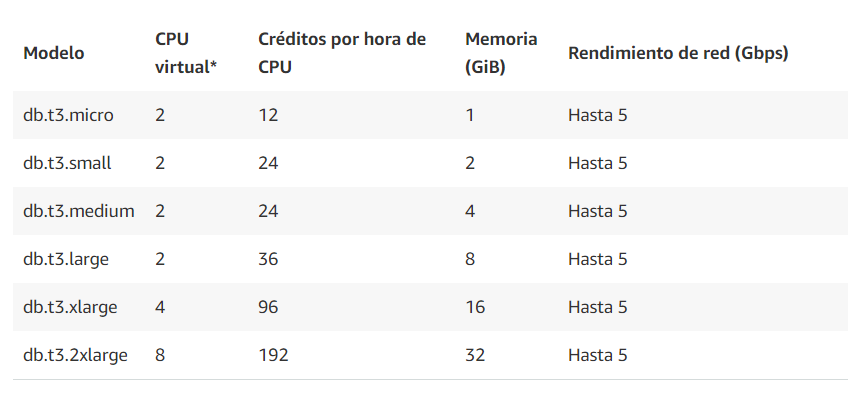 Modelo CPU virtual* Créditos por hora de CPU Memoria (GiB) Rendimiento de red (Gbps)
db.t3.micro 2 12 1 Hasta 5
db.t3.small 2 24 2 Hasta 5
db.t3.medium 2 24 4 Hasta 5
db.t3.large 2 36 8 Hasta 5
db.t3.xlarge 4 96 16 Hasta 5
db.t3.2xlarge 8 192 32 Hasta 5